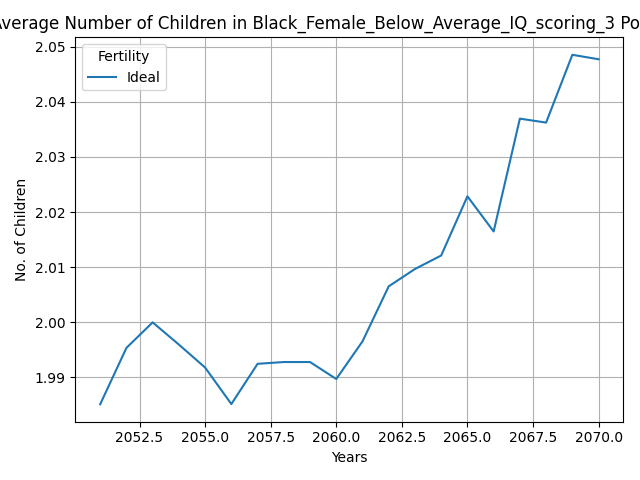 Average Number of Children in Black_Female_Below_Average_IQ_scoring_3 Po
Fertility
Ideal
2.05
2.04
2.03
2.02
2.01
2.00
1.99
No. of Children
2052.5 2055.0 2057.5 2060.0 2062.5 2065.0 2067.5 2070.0
Years